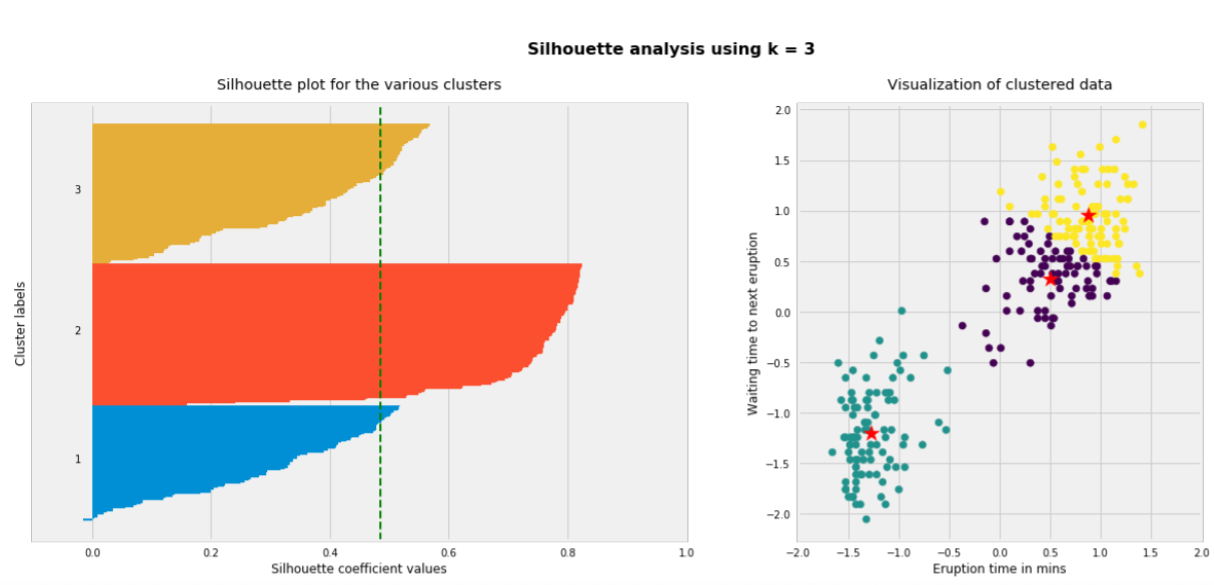 Silhouette analysis using k = 3
Silhouette plot for the various clusters
Cluster labels
3
2
1
0.0 0.2 0.4 0.6 0.8 1.0
Silhouette coefficient values
Visualization of clustered data
Waiting time to next eruption
2.0
1.5
1.0
0.5
0.0
−0.5
−1.0
−1.5
−2.0
−2.0 −1.5 −1.0 −0.5 0.0 0.5 1.0 1.5 2.0
Eruption time in mins